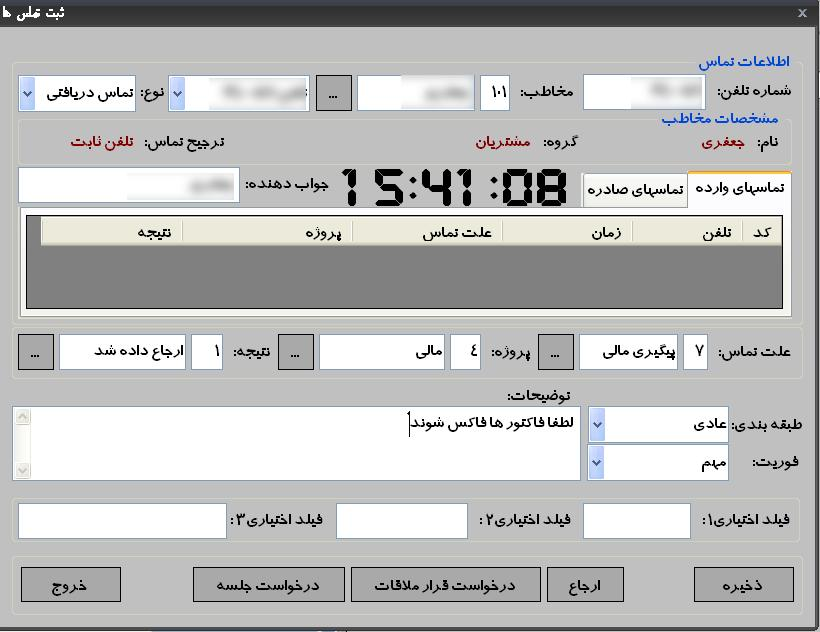 ثبت تماس ها
اطلاعات تماس
شماره تلفن: مخاطب: ۱۰۱ ... نوع: تماس دریافتی
مشخصات مخاطب
نام: جعفری گروه: مشتریان ترجیح تماس: تلفن ثابت
تماسهای وارده تماسهای صادره 15:41:08 جواب دهنده:
کد تلفن زمان علت تماس پروژه نتیجه
علت تماس: ۷ پیگیری مالی ... پروژه: ٤ مالی ... نتیجه: ۱ ارجاع داده شد ...
توضیحات:
طبقه بندی: عادی لطفا فاکتور ها فاکس شوند
فوریت: مهم
فیلد اختیاری۱: فیلد اختیاری۲: فیلد اختیاری۳:
ذخیره ارجاع درخواست قرار ملاقات درخواست جلسه خروج